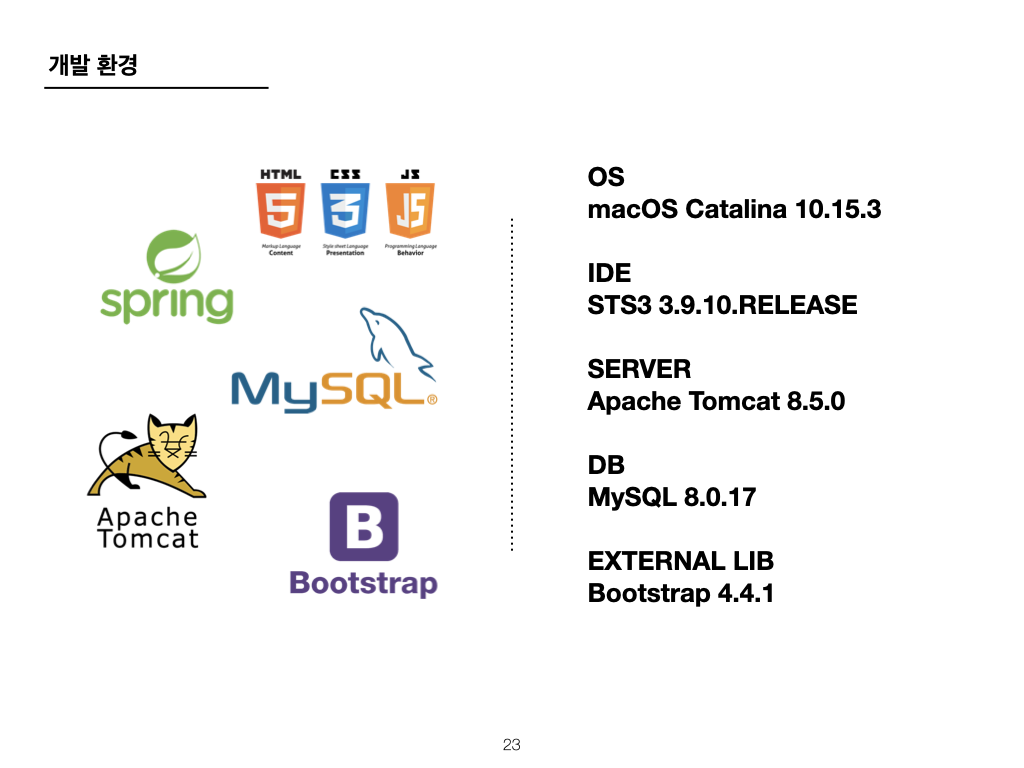 개발 환경
HTML CSS JS
5 3 JS
Markup Language Style sheet Language Programming Language
Content Presentation Behavior
spring
MySQL®
Apache
Tomcat
B
Bootstrap
OS
macOS Catalina 10.15.3
IDE
STS3 3.9.10.RELEASE
SERVER
Apache Tomcat 8.5.0
DB
MySQL 8.0.17
EXTERNAL LIB
Bootstrap 4.4.1
23